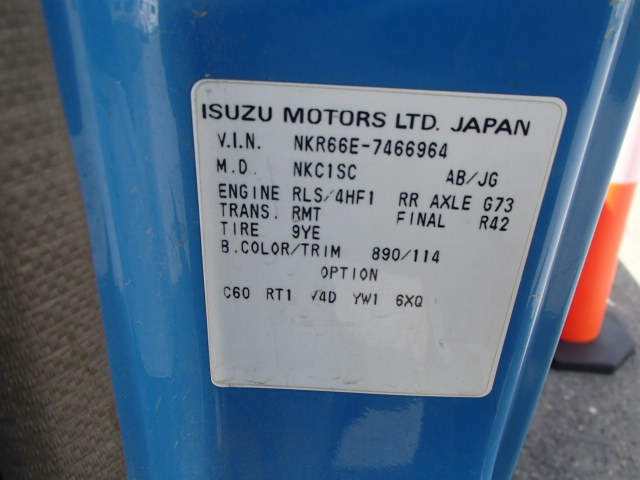 ISUZU MOTORS LTD. JAPAN
V.I.N. NKR66E-7466964
M.D. NKC1SC AB/JG
ENGINE RLS/4HF1 RR AXLE G73
TRANS. RMT FINAL R42
TIRE 9YE
B.COLOR/TRIM 890/114
OPTION
C60 RT1 V4D YW1 6XQ